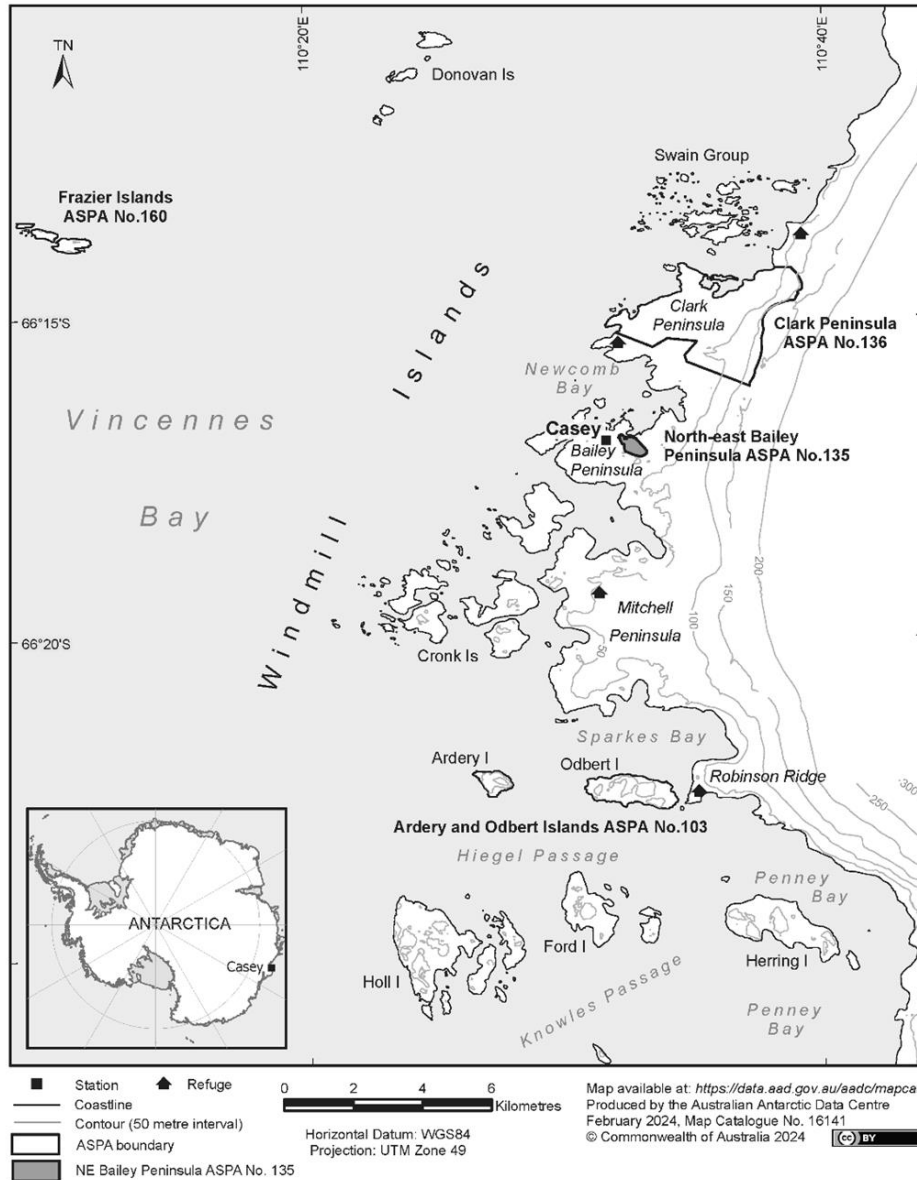 110°20'E
110°40'E
TN
Donovan Is
Swain Group
Frazier Islands
ASPA No.160
66°15'S
Clark
Peninsula
Clark Peninsula
ASPA No.136
Windmill Islands
Newcomb
Bay
Vincennes
Bay
Casey
Bailey
Peninsula
North-east Bailey
Peninsula ASPA No.135
200
150
100
50
Mitchell
Peninsula
66°20'S
Cronk Is
Sparkes Bay
Ardery I
Odbert I
Robinson Ridge
300
250
Ardery and Odbert Islands ASPA No.103
Hiegel Passage
Penney
Bay
Holl I
Ford I
Herring I
Knowles Passage
Penney
Bay
ANTARCTICA
Casey
Station
Refuge
Coastline
Contour (50 metre interval)
ASPA boundary
NE Bailey Peninsula ASPA No. 135
0 2 4 6
Kilometres
Horizontal Datum: WGS84
Projection: UTM Zone 49
Map available at: https://data.aad.gov.au/aadc/mapca
Produced by the Australian Antarctic Data Centre
February 2024, Map Catalogue No. 16141
© Commonwealth of Australia 2024
cc BY